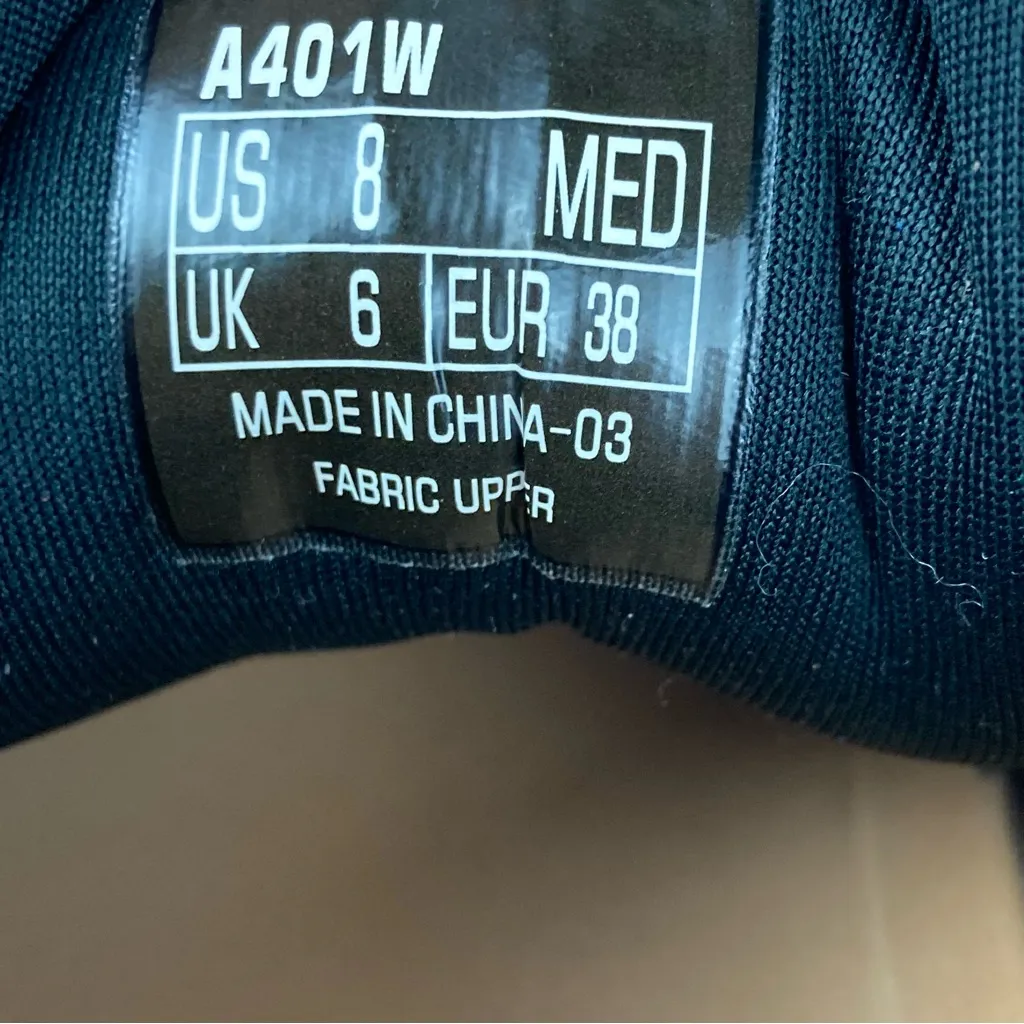 A401W
US 8 MED
UK 6 EUR 38
MADE IN CHINA-03
FABRIC UPPER